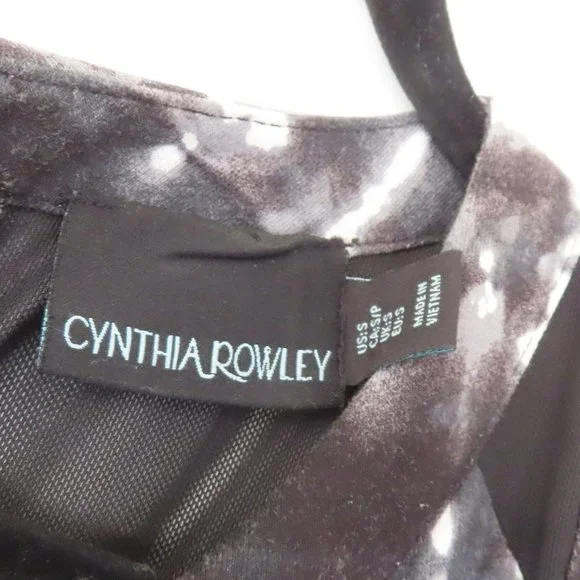 CYNTHIA ROWLEY
US:S
CA:S/P
UK:S
EU:S
MADE IN
VIETNAM